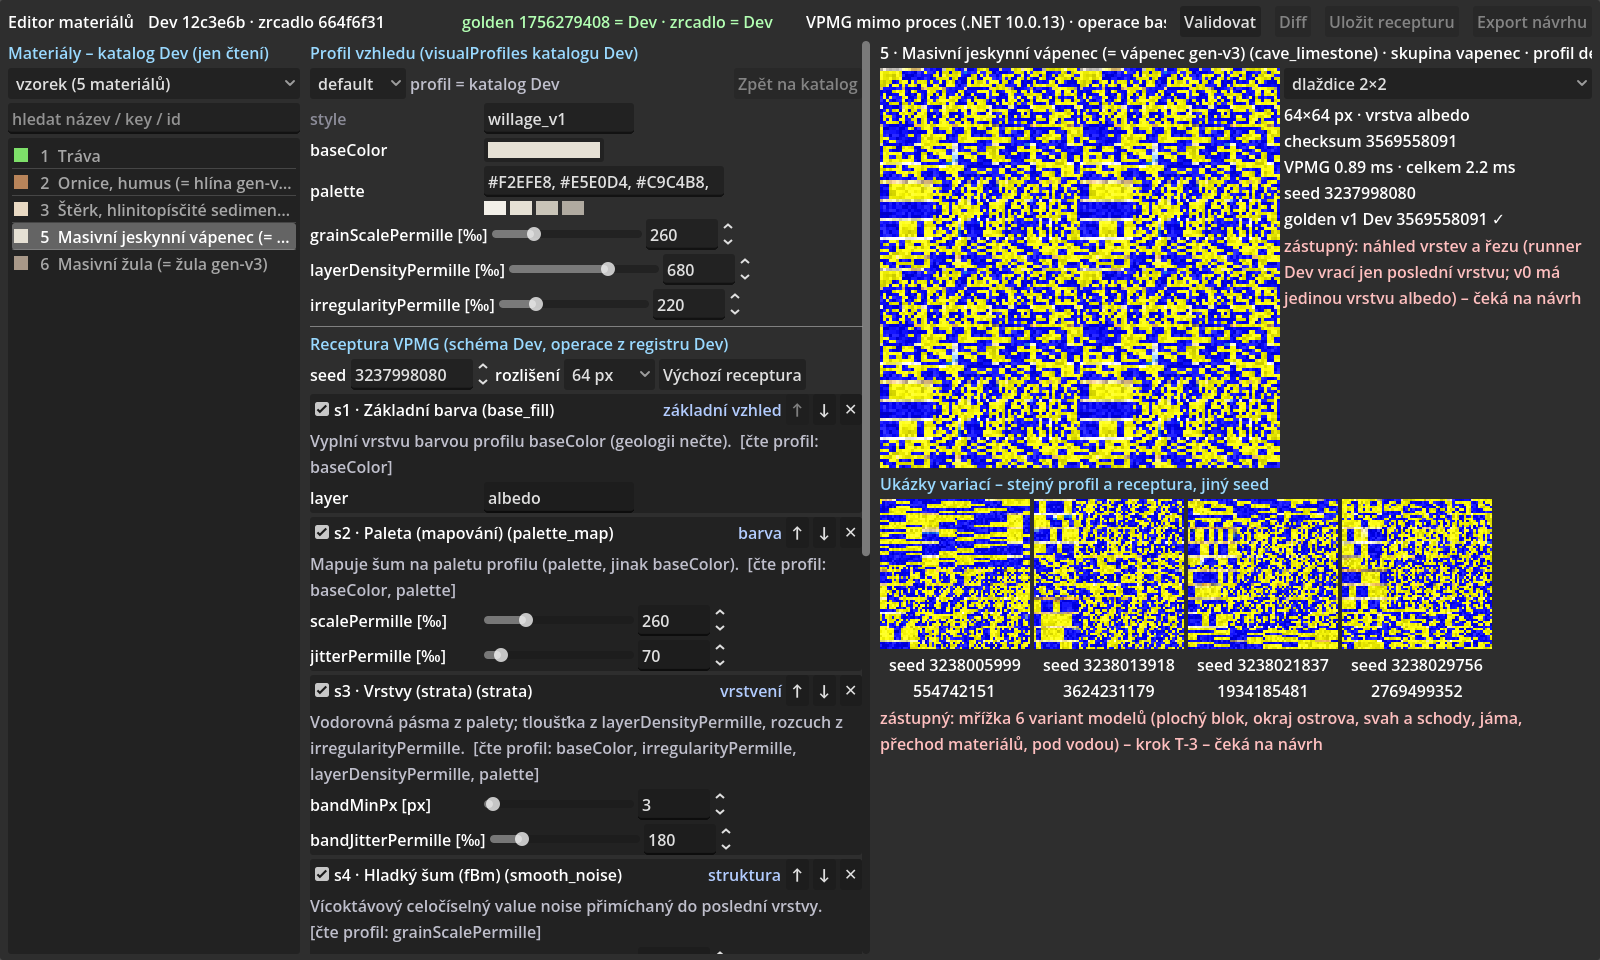 Editor materiálů Dev 12c3e6b · zrcadlo 664f6f31 golden 1756279408 = Dev · zrcadlo = Dev VPMG mimo proces (.NET 10.0.13) · operace bas Validovat Diff Uložit recepturu Export návrhu
Materiály – katalog Dev (jen čtení)
vzorek (5 materiálů)
hledat název / key / id
1 Tráva
2 Ornice, humus (= hlína gen-v...
3 Štěrk, hlinitopísčité sedimen...
5 Masivní jeskynní vápenec (= ...
6 Masivní žula (= žula gen-v3)
Profil vzhledu (visualProfiles katalogu Dev)
default profil = katalog Dev Zpět na katalog
style willage_v1
baseColor
palette #F2EFE8, #E5E0D4, #C9C4B8,
grainScalePermille [‰] 260
layerDensityPermille [‰] 680
irregularityPermille [‰] 220
Receptura VPMG (schéma Dev, operace z registru Dev)
seed 3237998080 rozlišení 64 px Výchozí receptura
s1 · Základní barva (base_fill) základní vzhled ↑ ↓ ×
Vyplní vrstvu barvou profilu baseColor (geologii nečte). [čte profil:
baseColor]
layer albedo
s2 · Paleta (mapování) (palette_map) barva ↑ ↓ ×
Mapuje šum na paletu profilu (palette, jinak baseColor). [čte profil:
baseColor, palette]
scalePermille [‰] 260
jitterPermille [‰] 70
s3 · Vrstvy (strata) (strata) vrstvení ↑ ↓ ×
Vodorovná pásma z palety; tloušťka z layerDensityPermille, rozcuch z
irregularityPermille. [čte profil: baseColor, irregularityPermille,
layerDensityPermille, palette]
bandMinPx [px] 3
bandJitterPermille [‰] 180
s4 · Hladký šum (fBm) (smooth_noise) struktura ↑ ↓ ×
Vícoktávový celočíselný value noise přimíchaný do poslední vrstvy.
[čte profil: grainScalePermille]
5 · Masivní jeskynní vápenec (= vápenec gen-v3) (cave_limestone) · skupina vapenec · profil de
dlaždice 2×2
64×64 px · vrstva albedo
checksum 3569558091
VPMG 0.89 ms · celkem 2.2 ms
seed 3237998080
golden v1 Dev 3569558091 ✓
zástupný: náhled vrstev a řezu (runner
Dev vrací jen poslední vrstvu; v0 má
jedinou vrstvu albedo) – čeká na návrh
Ukázky variací – stejný profil a receptura, jiný seed
seed 3238005999 seed 3238013918 seed 3238021837 seed 3238029756
554742151 3624231179 1934185481 2769499352
zástupný: mřížka 6 variant modelů (plochý blok, okraj ostrova, svah a schody, jáma,
přechod materiálů, pod vodou) – krok T-3 – čeká na návrh